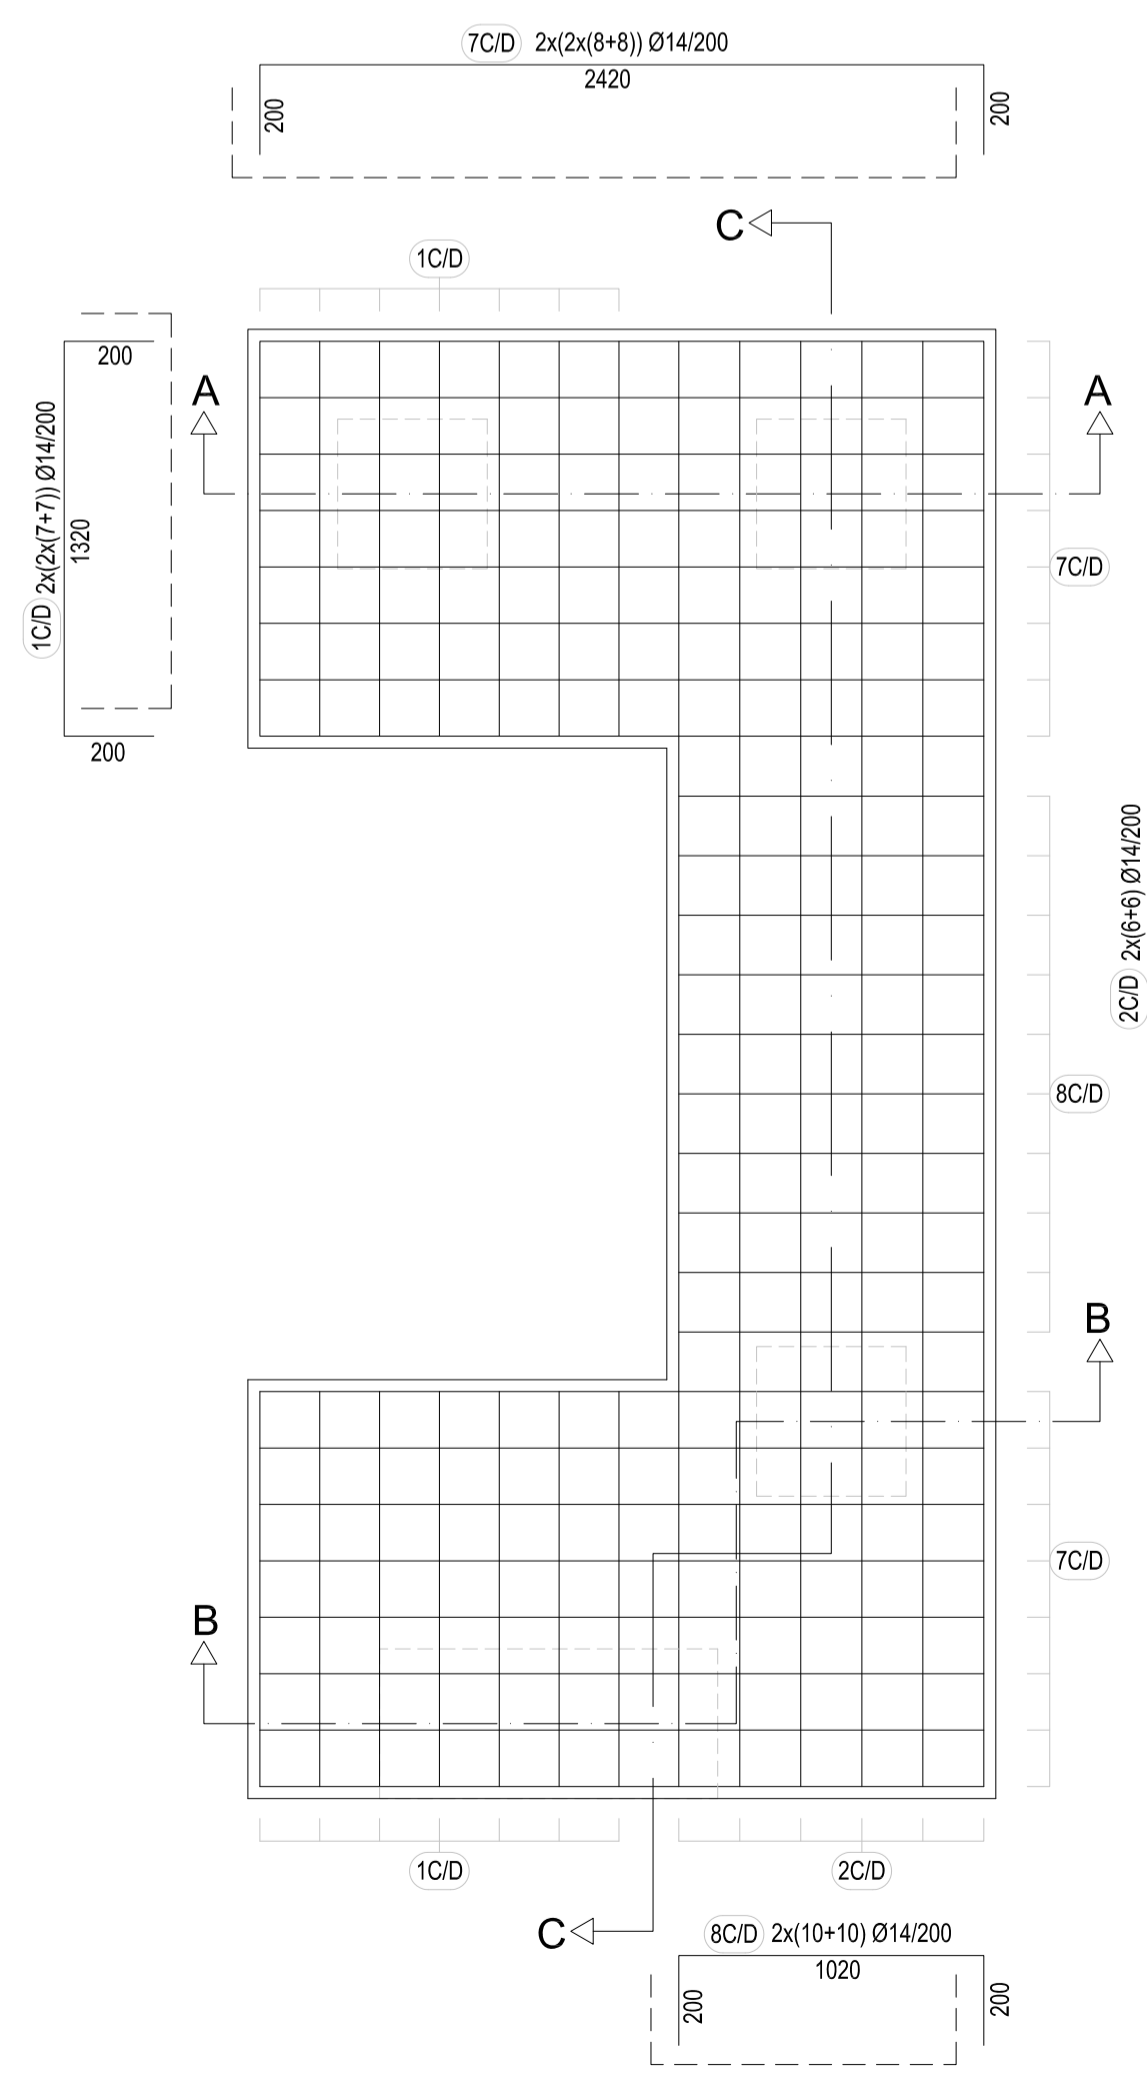 7C/D 2x(2x(8+8)) Ø14/200
2420
200
200
C
1C/D
200
A
A
1C/D 2x(2x(7+7)) Ø14/200
1320
7C/D
200
2C/D 2x(6+6) Ø14/200
8C/D
B
7C/D
B
1C/D
2C/D
C
8C/D 2x(10+10) Ø14/200
1020
200
200